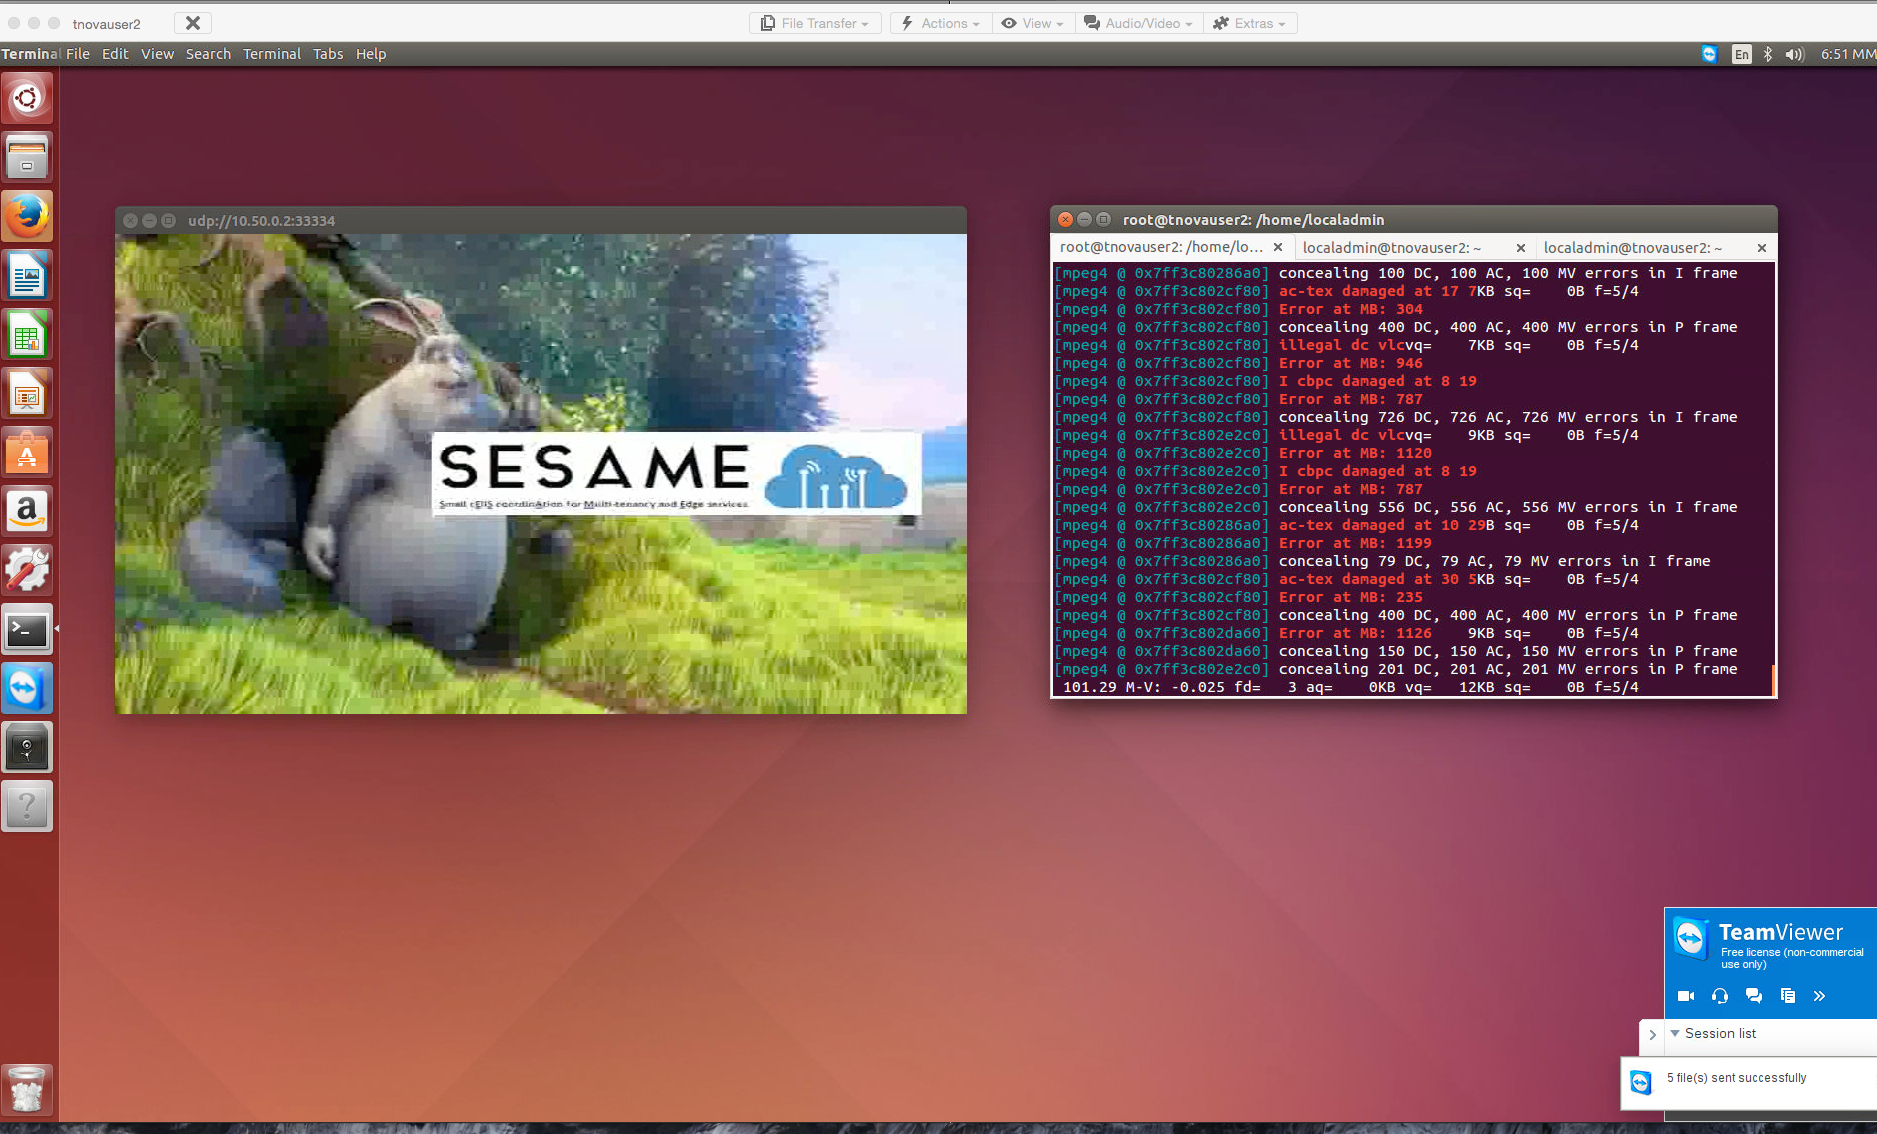 tnovauser2
File Transfer
Actions
View
Audio/Video
Extras
Terminal File Edit View Search Terminal Tabs Help
En
6:51 MM
udp://10.50.0.2:33334
SESAME
Small cEllS coordinAtion for Multi-tenancy and Edge services
root@tnovauser2: /home/localadmin
root@tnovauser2: /home/lo...
localadmin@tnovauser2: ~
localadmin@tnovauser2: ~
[mpeg4 @ 0x7ff3c80286a0] concealing 100 DC, 100 AC, 100 MV errors in I frame
[mpeg4 @ 0x7ff3c802cf80] ac-tex damaged at 17 7KB sq=    0B f=5/4
[mpeg4 @ 0x7ff3c802cf80] Error at MB: 304
[mpeg4 @ 0x7ff3c802cf80] concealing 400 DC, 400 AC, 400 MV errors in P frame
[mpeg4 @ 0x7ff3c802cf80] illegal dc vlcvq=    7KB sq=    0B f=5/4
[mpeg4 @ 0x7ff3c802cf80] Error at MB: 946
[mpeg4 @ 0x7ff3c802cf80] I cbpc damaged at 8 19
[mpeg4 @ 0x7ff3c802cf80] Error at MB: 787
[mpeg4 @ 0x7ff3c802cf80] concealing 726 DC, 726 AC, 726 MV errors in I frame
[mpeg4 @ 0x7ff3c802e2c0] illegal dc vlcvq=    9KB sq=    0B f=5/4
[mpeg4 @ 0x7ff3c802e2c0] Error at MB: 1120
[mpeg4 @ 0x7ff3c802e2c0] I cbpc damaged at 8 19
[mpeg4 @ 0x7ff3c802e2c0] Error at MB: 787
[mpeg4 @ 0x7ff3c802e2c0] concealing 556 DC, 556 AC, 556 MV errors in I frame
[mpeg4 @ 0x7ff3c80286a0] ac-tex damaged at 10 29B sq=    0B f=5/4
[mpeg4 @ 0x7ff3c80286a0] Error at MB: 1199
[mpeg4 @ 0x7ff3c80286a0] concealing 79 DC, 79 AC, 79 MV errors in I frame
[mpeg4 @ 0x7ff3c802cf80] ac-tex damaged at 30 5KB sq=    0B f=5/4
[mpeg4 @ 0x7ff3c802cf80] Error at MB: 235
[mpeg4 @ 0x7ff3c802cf80] concealing 400 DC, 400 AC, 400 MV errors in P frame
[mpeg4 @ 0x7ff3c802da60] Error at MB: 1126    9KB sq=    0B f=5/4
[mpeg4 @ 0x7ff3c802da60] concealing 150 DC, 150 AC, 150 MV errors in P frame
[mpeg4 @ 0x7ff3c802e2c0] concealing 201 DC, 201 AC, 201 MV errors in P frame
101.29 M-V: -0.025 fd=   3 aq=    0KB vq=   12KB sq=    0B f=5/4
TeamViewer
Free license (non-commercial
use only)
Session list
5 file(s) sent successfully